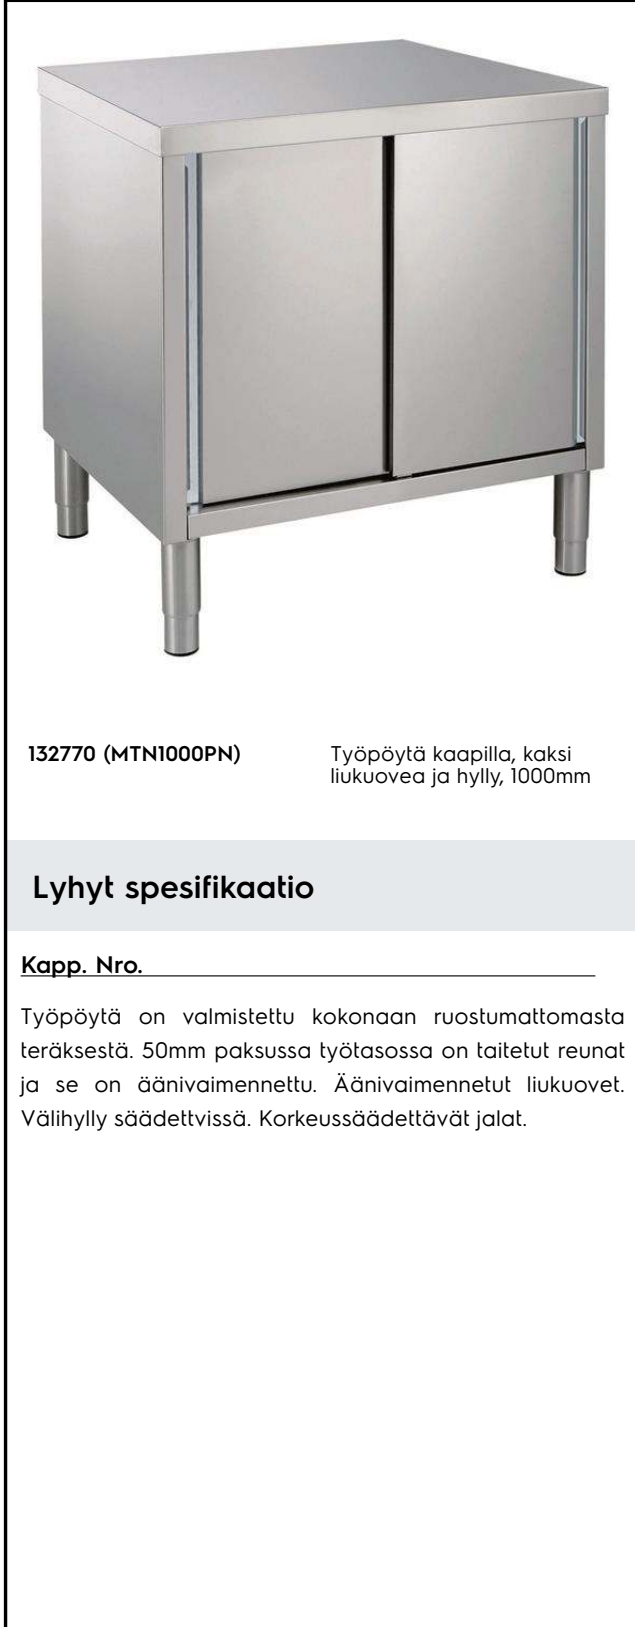 132770 (MTN1000PN)
Työpöytä kaapilla, kaksi
liukuovea ja hylly, 1000mm
Lyhyt spesifikaatio
Kapp. Nro.
Työpöytä on valmistettu kokonaan ruostumattomasta
teräksestä. 50mm paksussa työtasossa on taitetut reunat
ja se on äänivaimennettu. Äänivaimennetut liukuovet.
Välihylly säädettvissä. Korkeussäädettävät jalat.